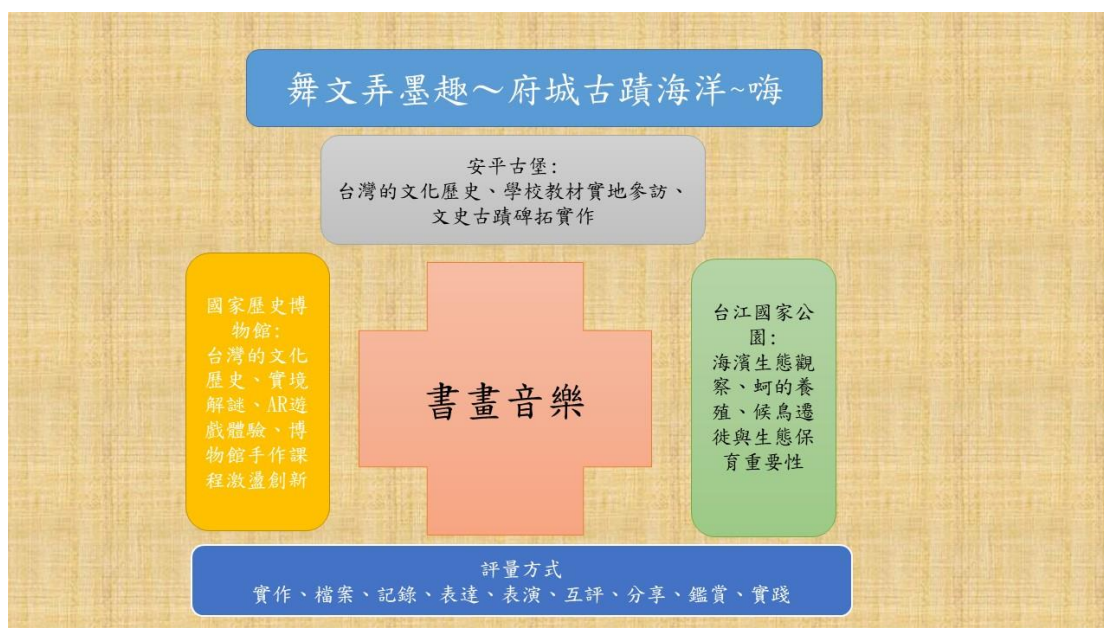 舞文弄墨趣～府城古蹟海洋~嗨
安平古堡:
台灣的文化歷史、學校教材實地參訪、
文史古蹟碑拓實作
國家歷史博
物館:
台灣的文化
歷史、實境
解謎、AR遊
戲體驗、博
物館手作課
程激盪創新
書畫音樂
台江國家公
園:
海濱生態觀
察、蚵的養
殖、候鳥遷
徙與生態保
育重要性
評量方式
實作、檔案、記錄、表達、表演、互評、分享、鑑賞、實踐